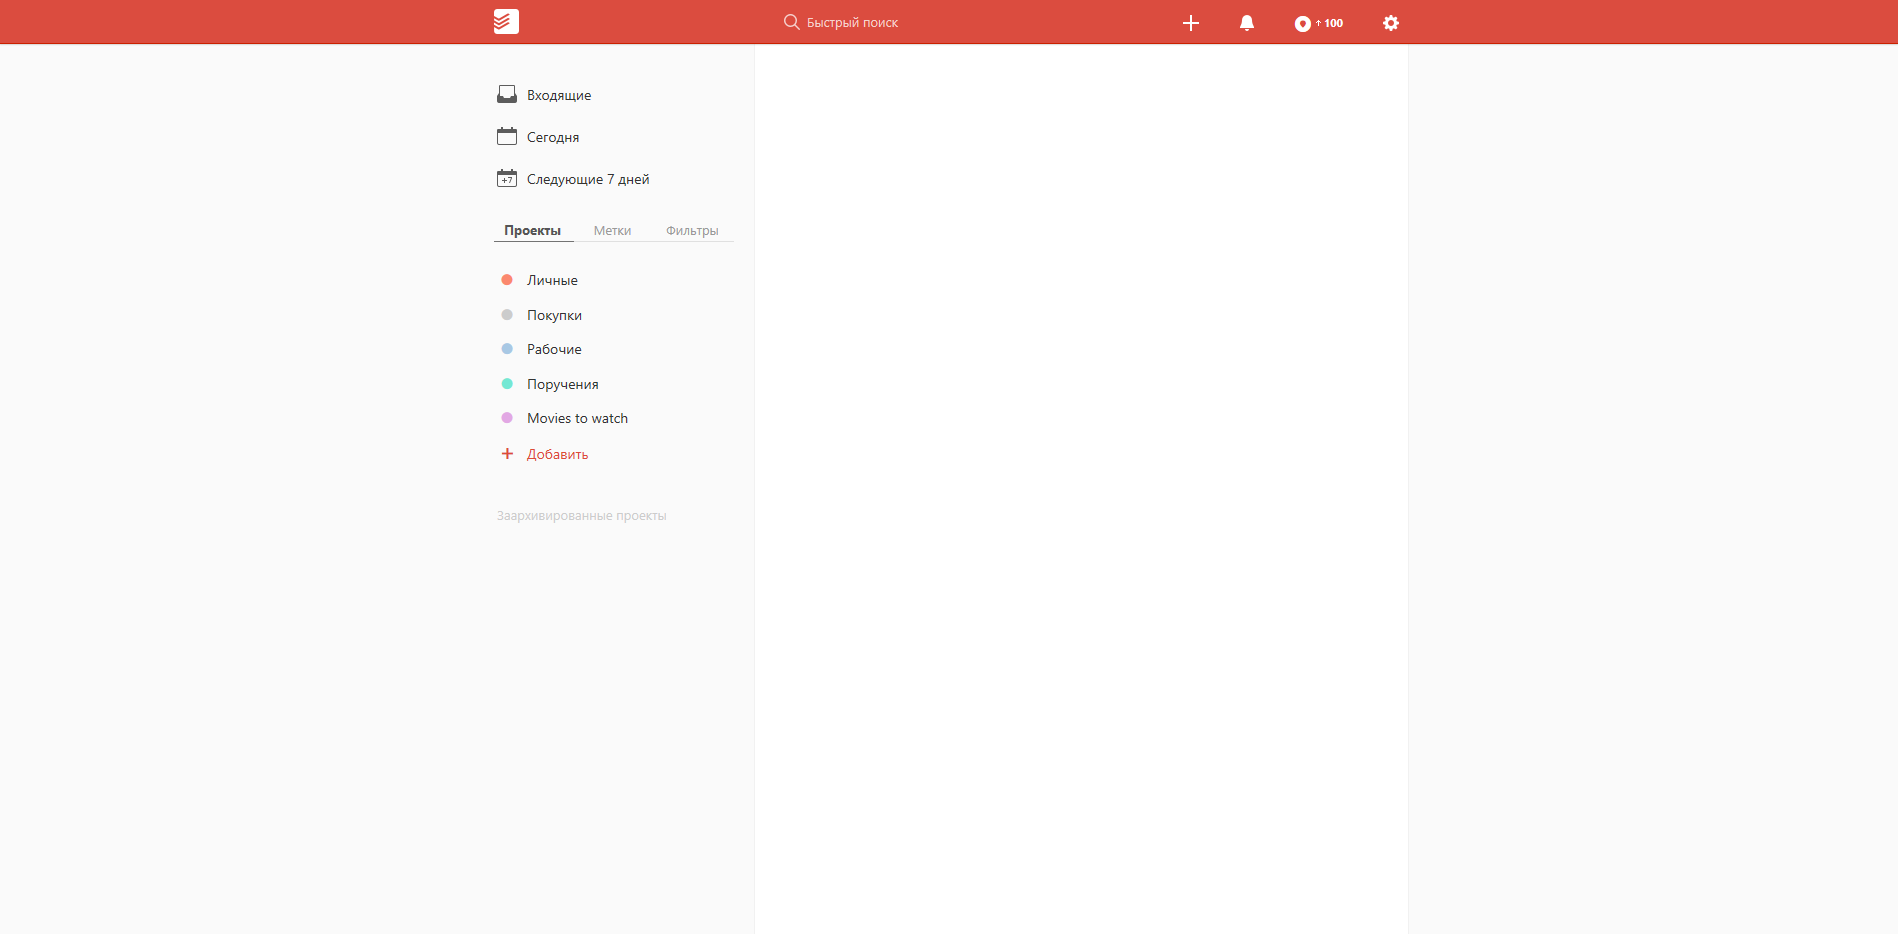 Быстрый поиск
↑100
Входящие
Сегодня
+7
Следующие 7 дней
Проекты Метки Фильтры
Личные
Покупки
Рабочие
Поручения
Movies to watch
+ Добавить
Заархивированные проекты